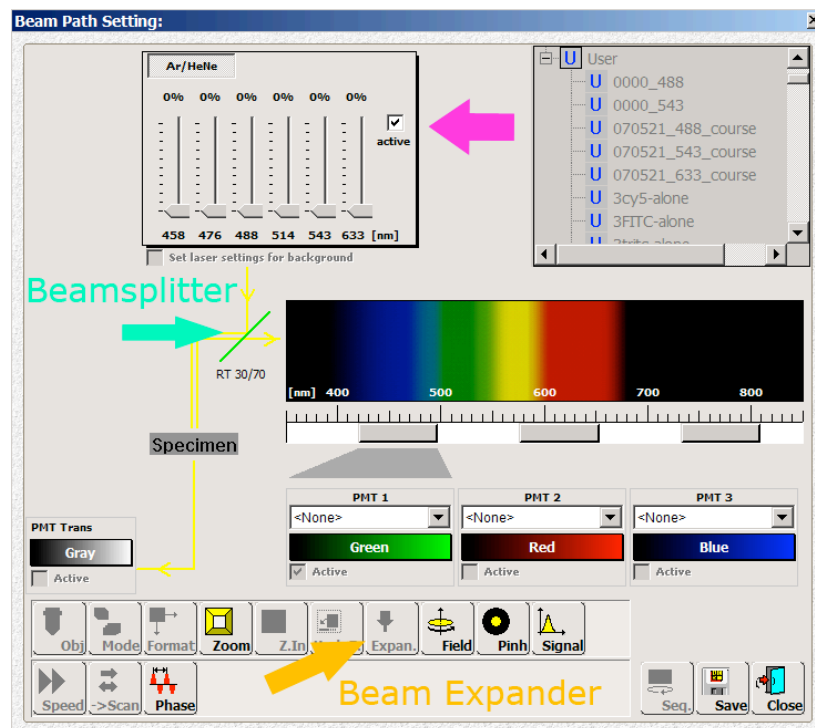 Beam Path Setting:
Ar/HeNe
0% 0% 0% 0% 0% 0%
active
458 476 488 514 543 633 [nm]
Set laser settings for background
User
U 0000_488
U 0000_543
U 070521_488_course
U 070521_543_course
U 070521_633_course
U 3cy5-alone
U 3FITC-alone
Beamsplitter
RT 30/70
[nm] 400 500 600 700 800
Specimen
PMT Trans
Gray
Active
PMT 1
<None>
Green
Active
PMT 2
<None>
Red
Active
PMT 3
<None>
Blue
Active
Obj Mode Format Zoom Z.In Expan. Field Pinh Signal
Beam Expander
Speed ->Scan Phase Seq. Save Close